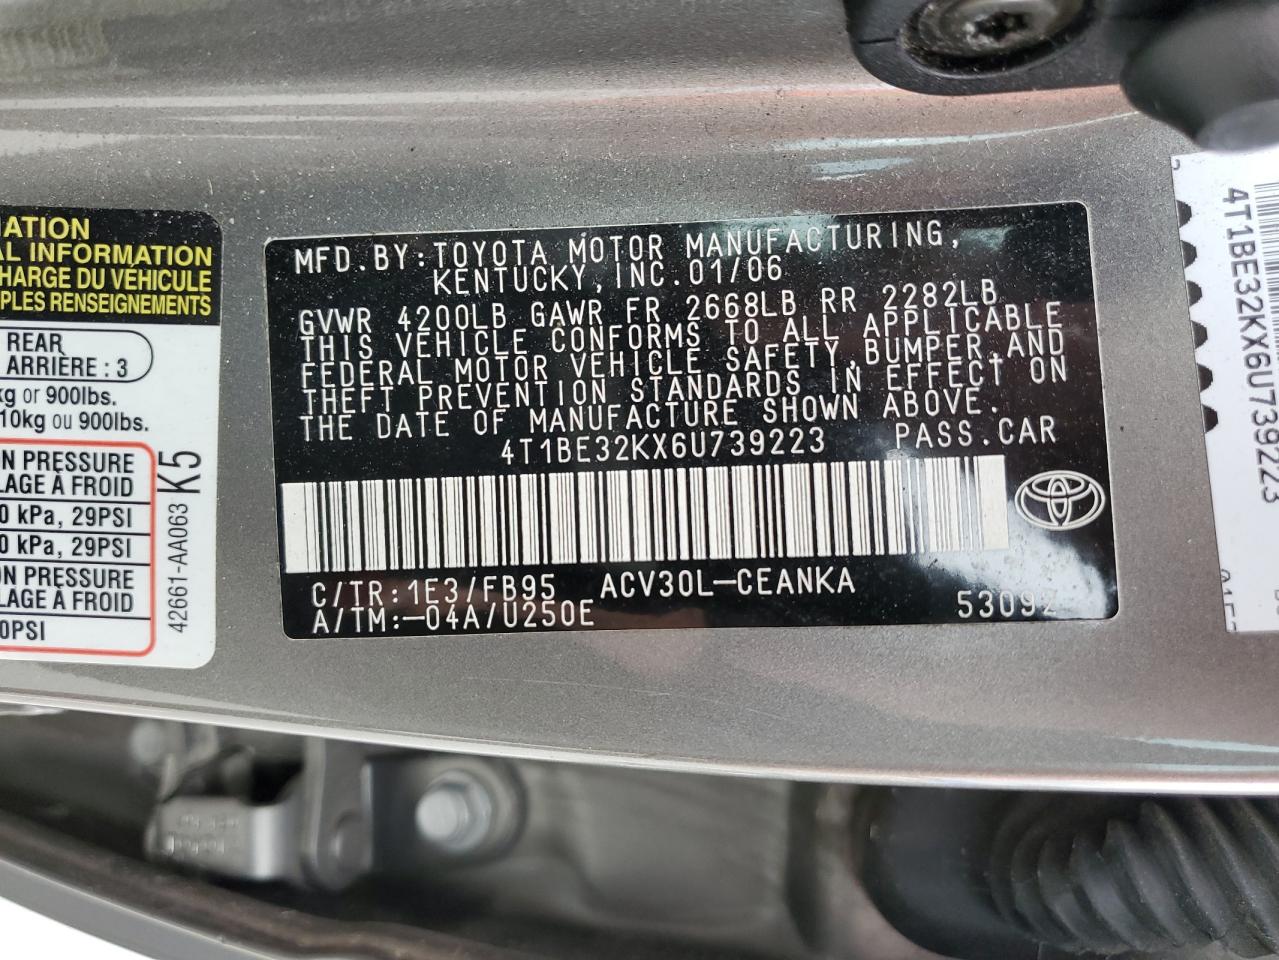 MATION
AL INFORMATION
CHARGE DU VÉHICULE
MPLES RENSEIGNEMENTS
REAR
ARRIÈRE : 3
kg or 900lbs.
10kg ou 900lbs.
ON PRESSURE
LAGE À FROID
0 kPa, 29PSI
0 kPa, 29PSI
ON PRESSURE
LAGE À FROID
0PSI
42661-AA063 K5
MFD. BY: TOYOTA MOTOR MANUFACTURING,
KENTUCKY, INC. 01/06
GVWR 4200LB GAWR FR 2668LB RR 2282LB
THIS VEHICLE CONFORMS TO ALL APPLICABLE
FEDERAL MOTOR VEHICLE SAFETY, BUMPER, AND
THEFT PREVENTION STANDARDS IN EFFECT ON
THE DATE OF MANUFACTURE SHOWN ABOVE.
4T1BE32KX6U739223 PASS.CAR
C/TR: 1E3/FB95 ACV30L-CEANKA
A/TM:-04A/U250E 53092
4T1BE32KX6U739223